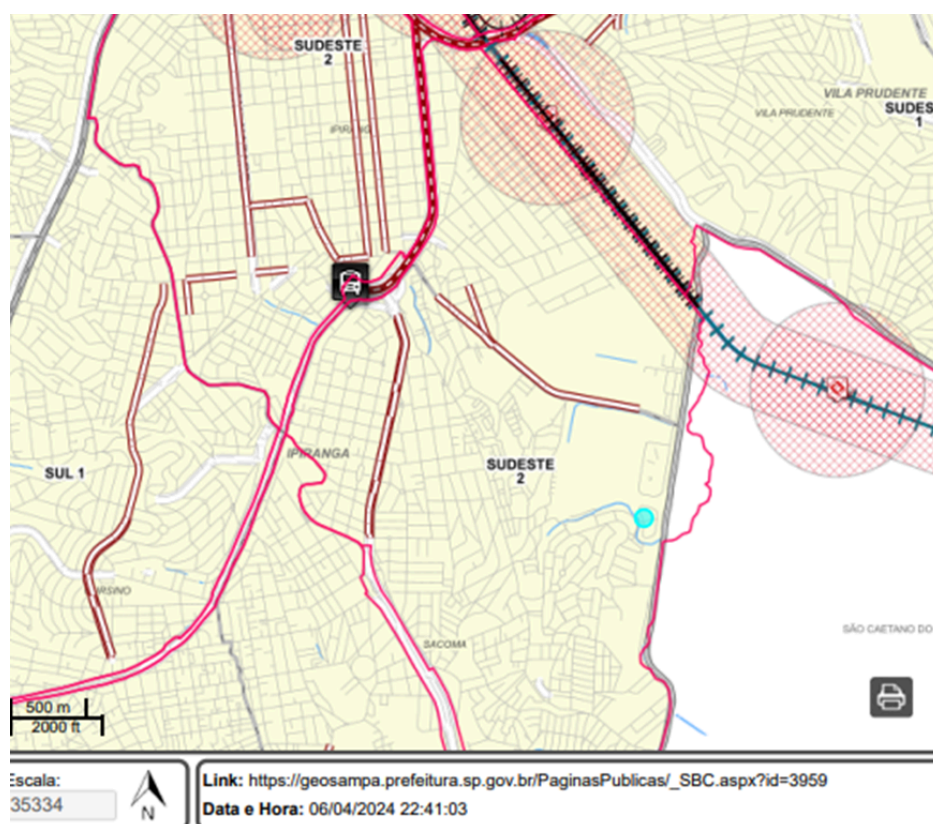 SUDESTE
2
VILA PRUDENTE
SUDES
1
VILA PRUDENTE
SUL 1
IPIRANGA
SUDESTE
2
SACOMA
SÃO CAETANO DO
500 m
2000 ft
Escala:
35334
N
Link: https://geosampa.prefeitura.sp.gov.br/PaginasPublicas/_SBC.aspx?id=3959
Data e Hora: 06/04/2024 22:41:03